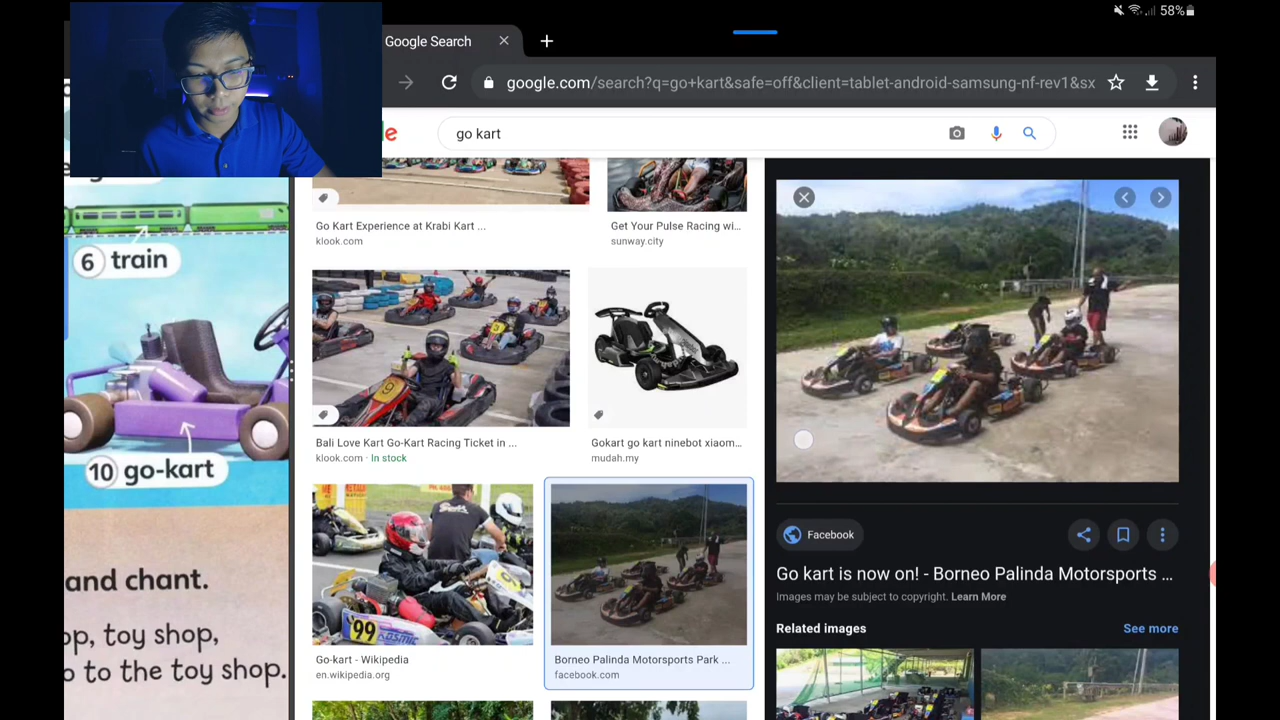 58%
Google Search
google.com/search?q=go+kart&safe=off&client=tablet-android-samsung-nf-rev1&sx
go kart
Go Kart Experience at Krabi Kart ...
klook.com
Get Your Pulse Racing wi...
sunway.city
6 train
Bali Love Kart Go-Kart Racing Ticket in ...
klook.com · In stock
Gokart go kart ninebot xiaom...
mudah.my
10 go-kart
99
KOSMIC
Facebook
Go kart is now on! - Borneo Palinda Motorsports ...
Images may be subject to copyright. Learn More
and chant.
op, toy shop,
o to the toy shop.
Related images
See more
Go-kart - Wikipedia
en.wikipedia.org
Borneo Palinda Motorsports Park ...
facebook.com